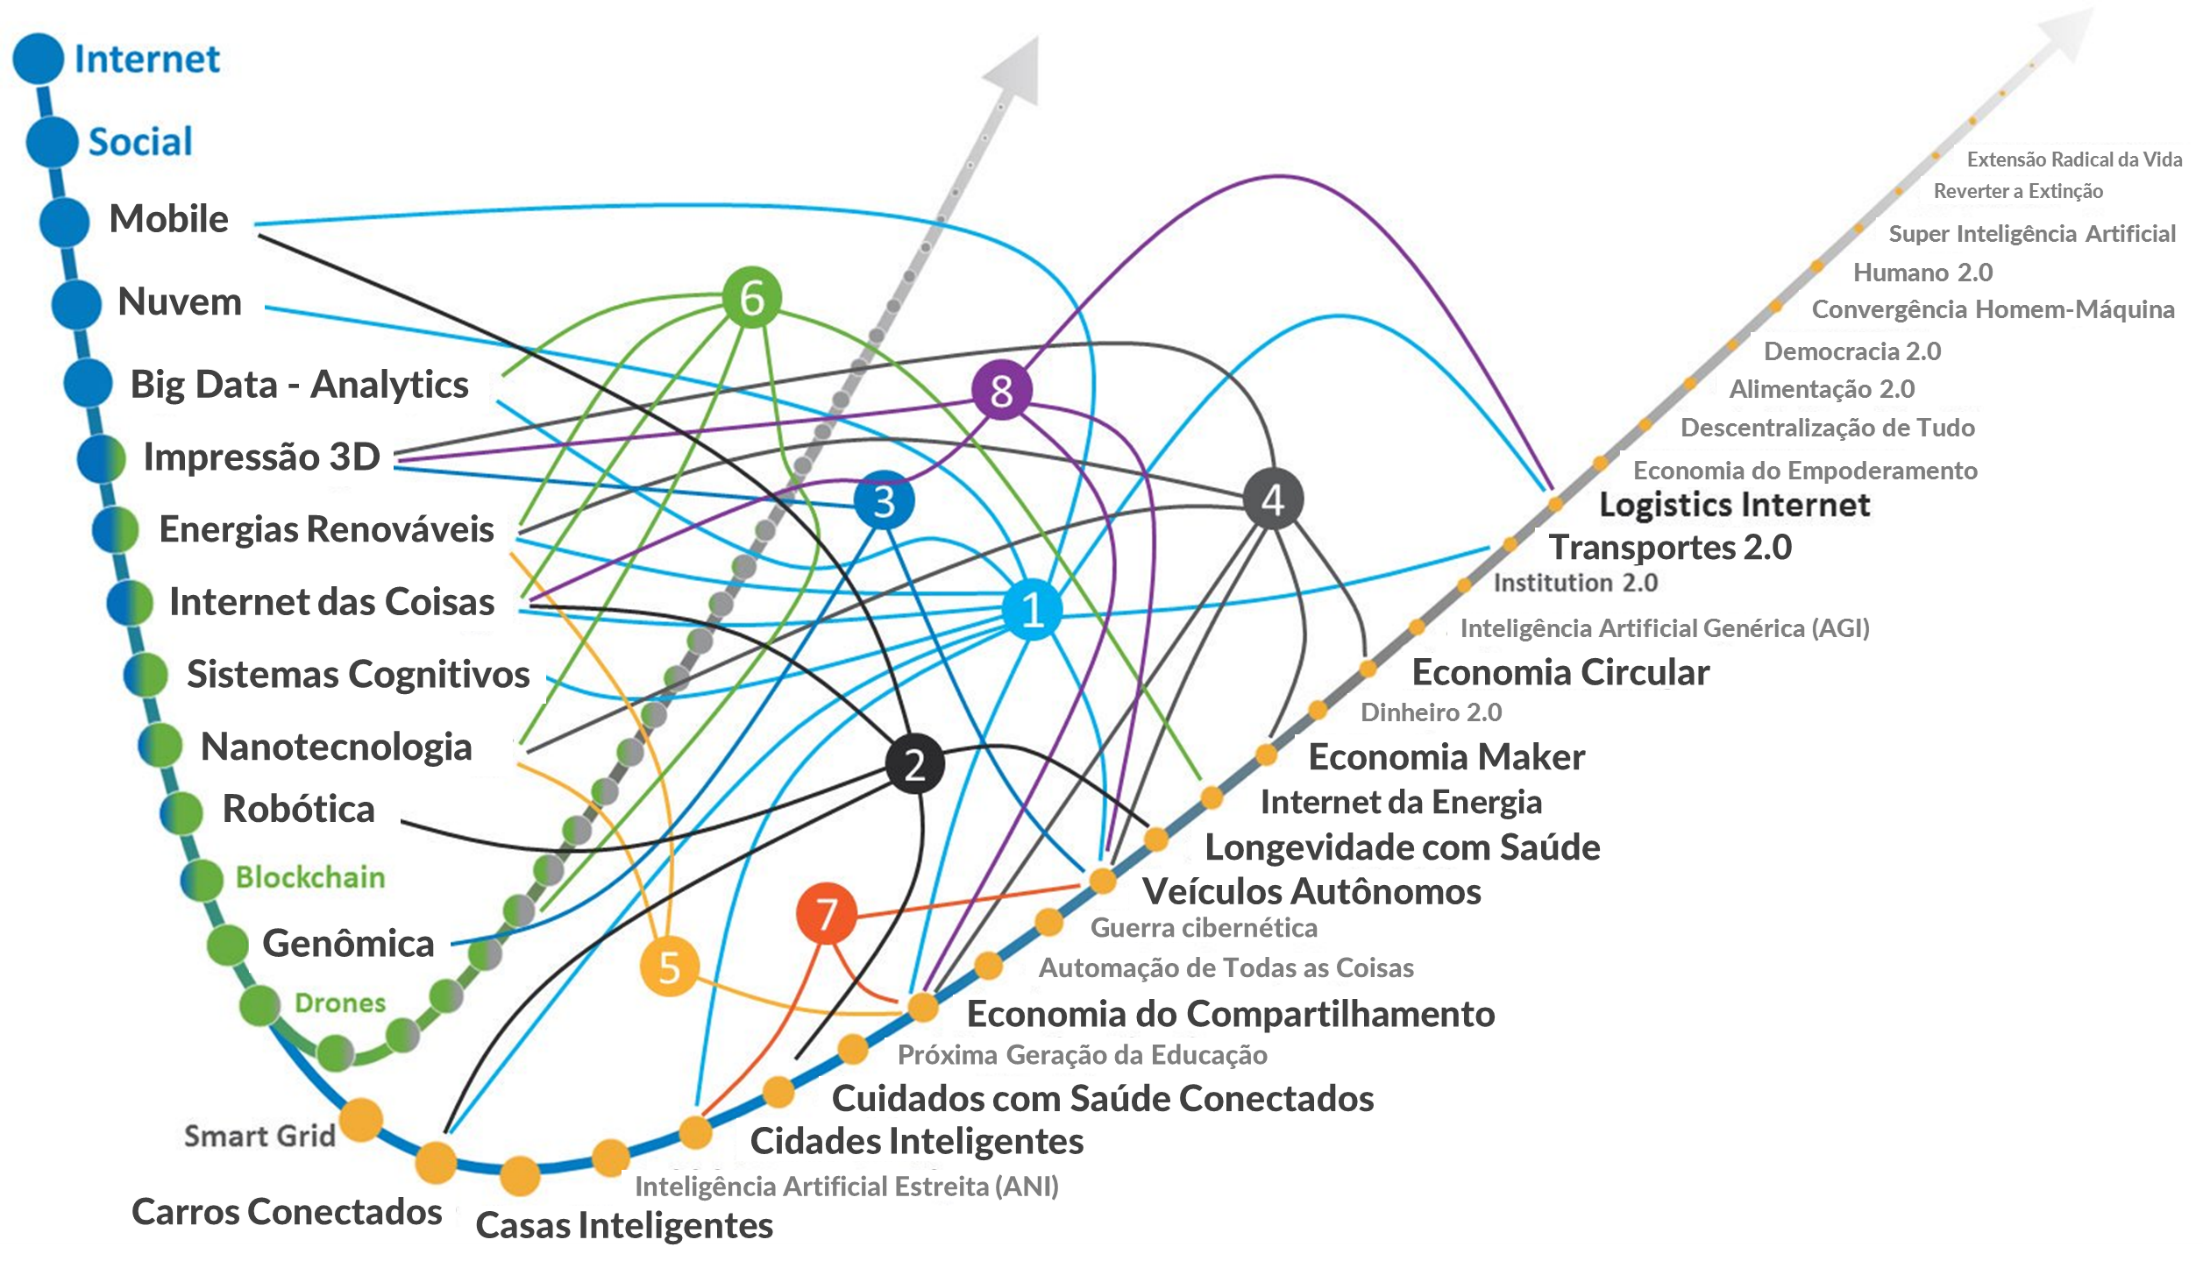 Internet
Social
Mobile
Nuvem
Big Data - Analytics
Impressão 3D
Energias Renováveis
Internet das Coisas
Sistemas Cognitivos
Nanotecnologia
Robótica
Blockchain
Genômica
Drones
Smart Grid
Carros Conectados
Casas Inteligentes
Inteligência Artificial Estreita (ANI)
Cidades Inteligentes
Cuidados com Saúde Conectados
Próxima Geração da Educação
Economia do Compartilhamento
Automação de Todas as Coisas
Guerra cibernética
Veículos Autônomos
Longevidade com Saúde
Internet da Energia
Economia Maker
Dinheiro 2.0
Economia Circular
Inteligência Artificial Genérica (AGI)
Institution 2.0
Transportes 2.0
Logistics Internet
Economia do Empoderamento
Descentralização de Tudo
Alimentação 2.0
Democracia 2.0
Convergência Homem-Máquina
Humano 2.0
Super Inteligência Artificial
Reverter a Extinção
Extensão Radical da Vida
6
8
3
4
1
2
7
5